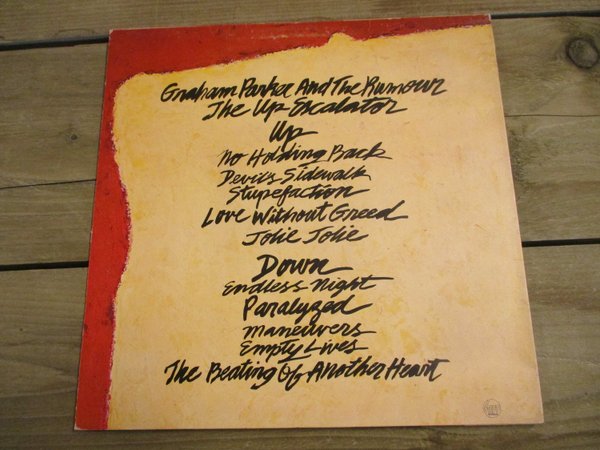 Graham Parker And The Rumour
The Up Escalator
Up
No Holding Back
Devil's Sidewalk
Stupefaction
Love Without Greed
Jolie Jolie
Down
Endless Night
Paralyzed
Maneuvers
Empty Lives
The Beating Of Another Heart